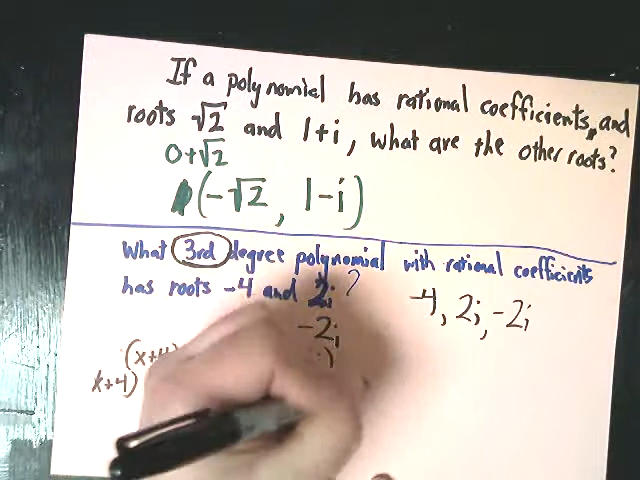 If a polynomial has rational coefficients, and
roots √2 and 1+i, what are the other roots?
0+√2
(-√2, 1-i)
What 3rd degree polynomial with rational coefficients
has roots -4 and 2i?
-4, 2i, -2i
-2i
(x+4)
x+4)